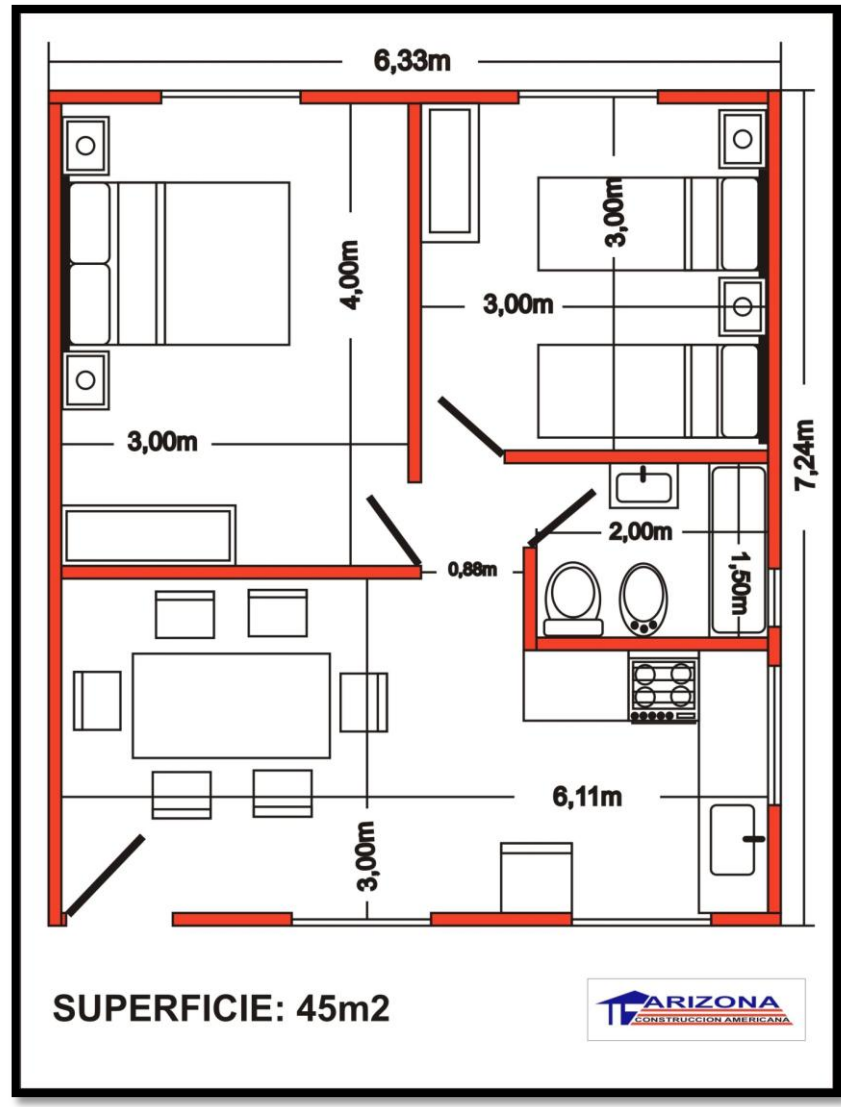 6,33m
4,00m
3,00m
3,00m
3,00m
7,24m
2,00m
1,50m
0,88m
6,11m
3,00m
SUPERFICIE: 45m2
ARIZONA
CONSTRUCCION AMERICANA